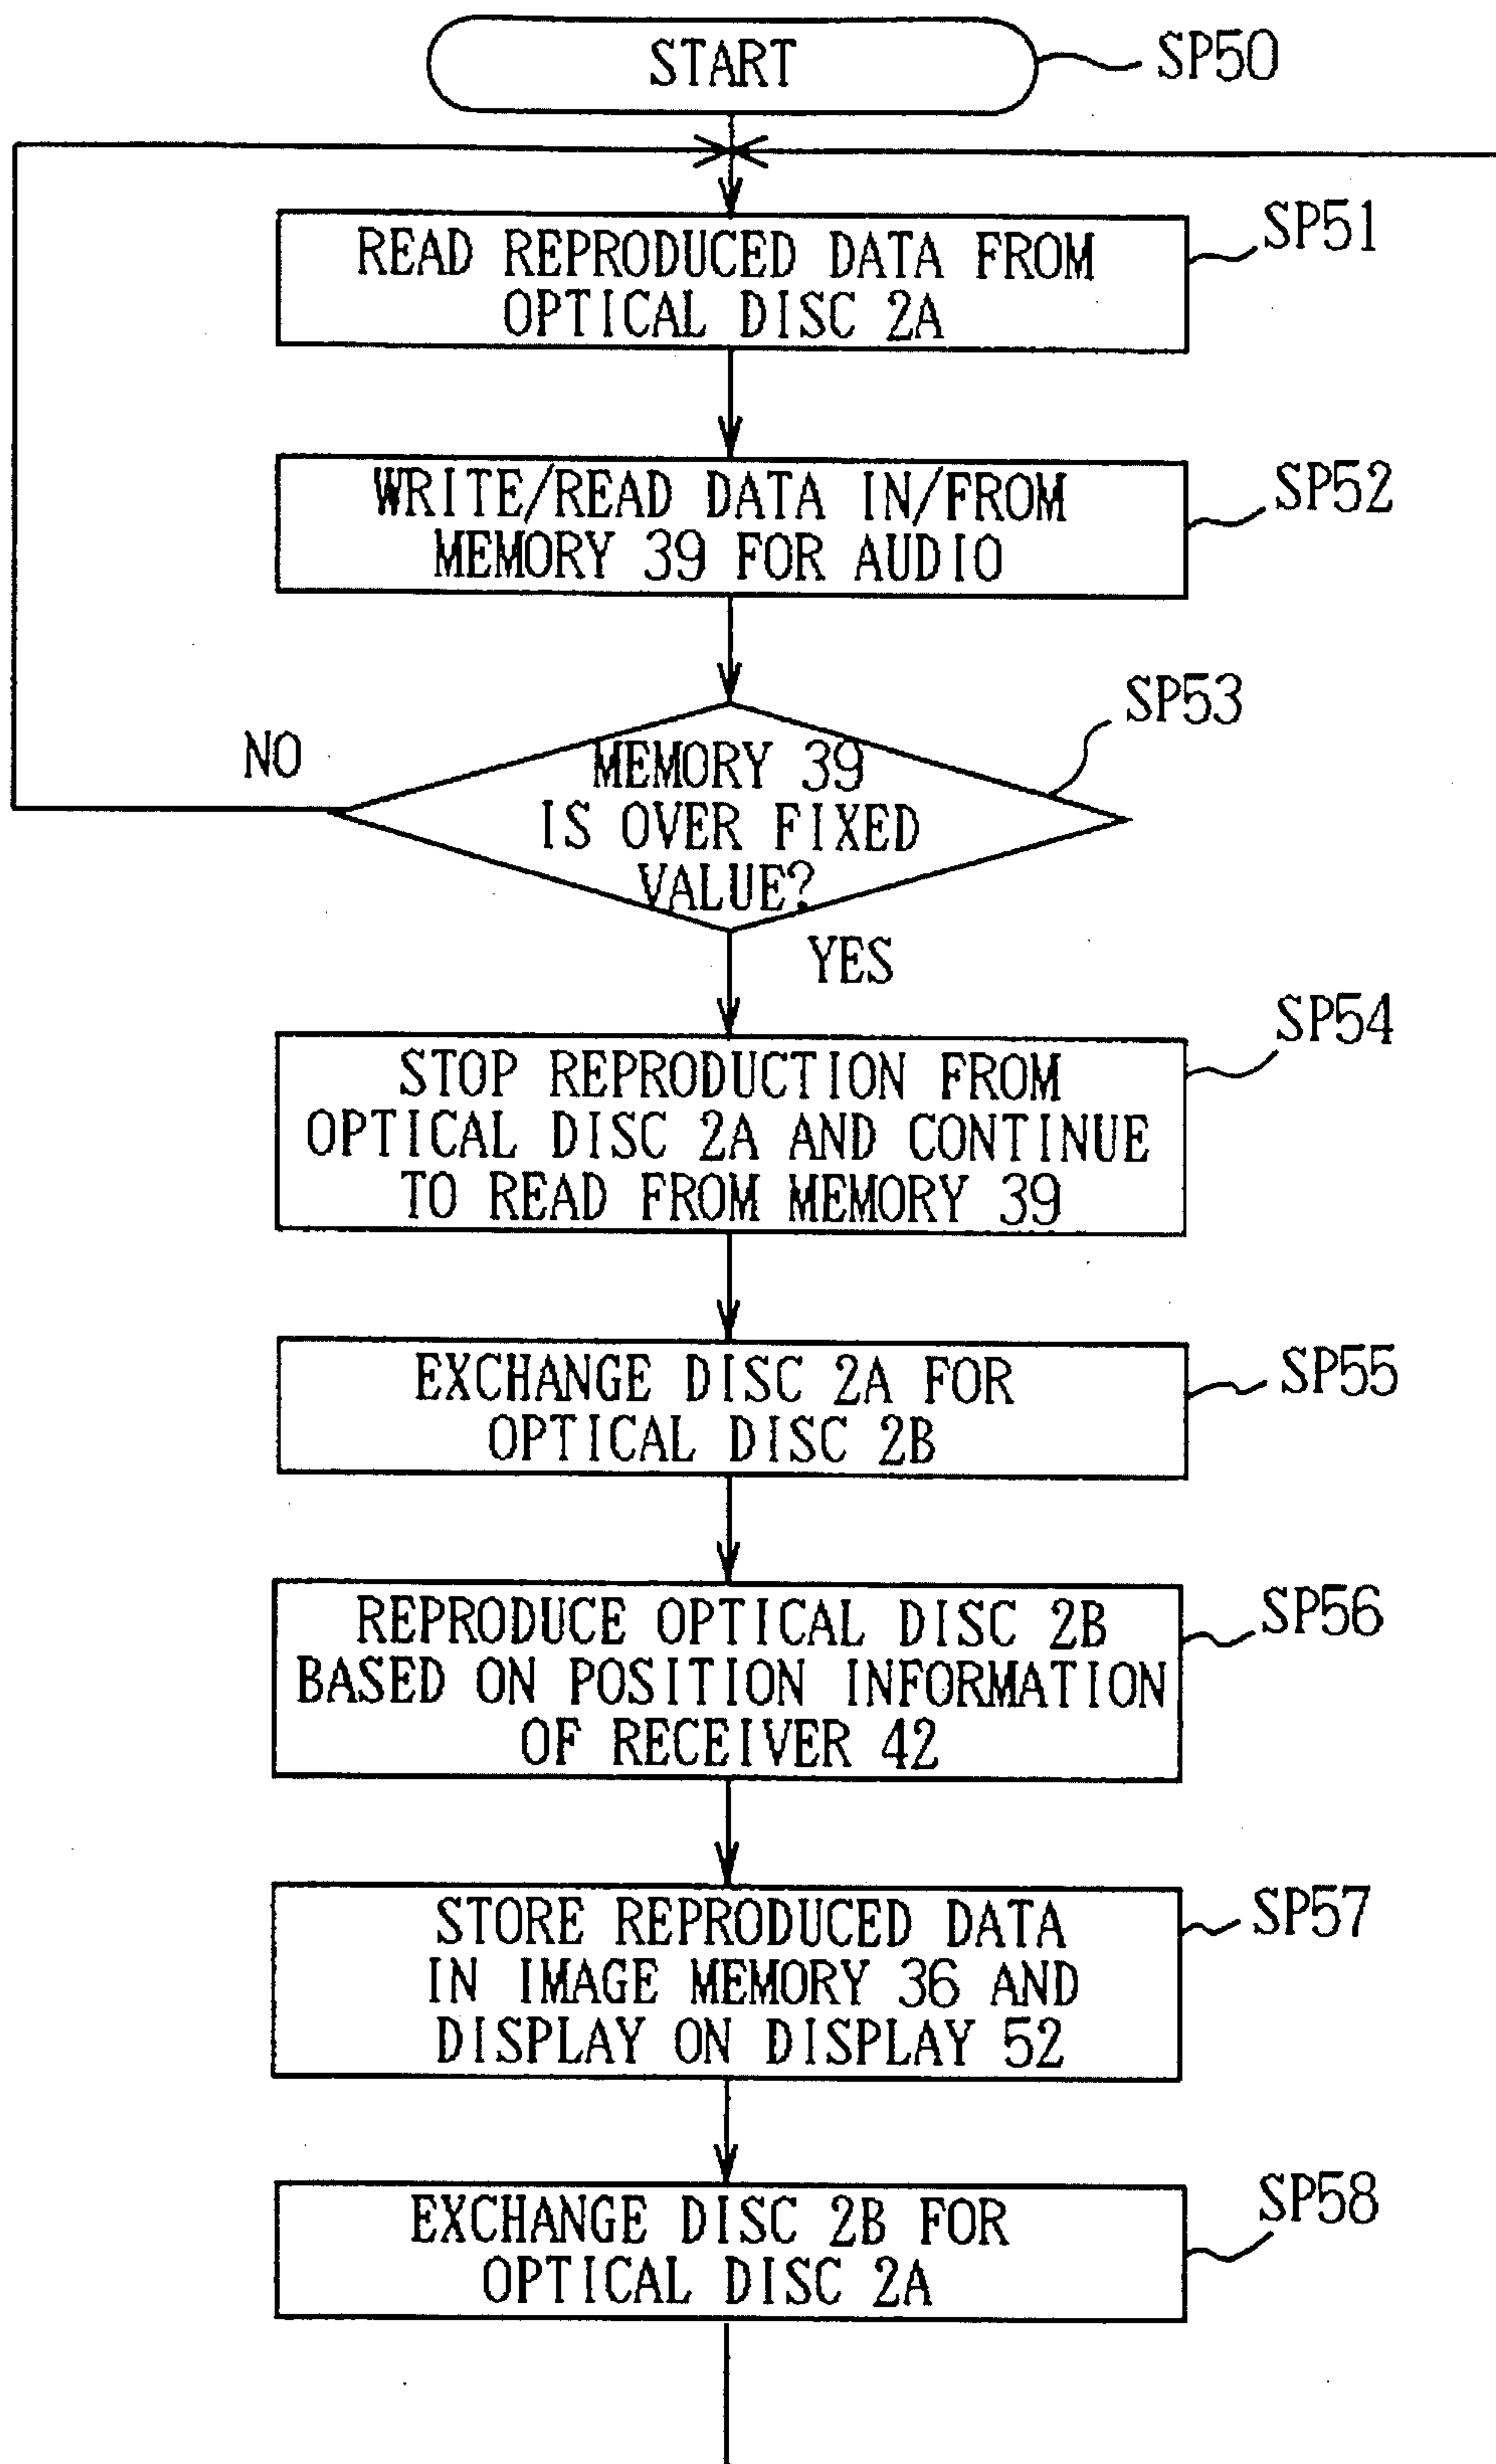 START
SP50
SP51
READ REPRODUCED DATA FROM
OPTICAL DISC 2A
SP52
WRITE/READ DATA IN/FROM
MEMORY 39 FOR AUDIO
SP53
NO
MEMORY 39
IS OVER FIXED
VALUE?
YES
SP54
STOP REPRODUCTION FROM
OPTICAL DISC 2A AND CONTINUE
TO READ FROM MEMORY 39
SP55
EXCHANGE DISC 2A FOR
OPTICAL DISC 2B
SP56
REPRODUCE OPTICAL DISC 2B
BASED ON POSITION INFORMATION
OF RECEIVER 42
SP57
STORE REPRODUCED DATA
IN IMAGE MEMORY 36 AND
DISPLAY ON DISPLAY 52
SP58
EXCHANGE DISC 2B FOR
OPTICAL DISC 2A